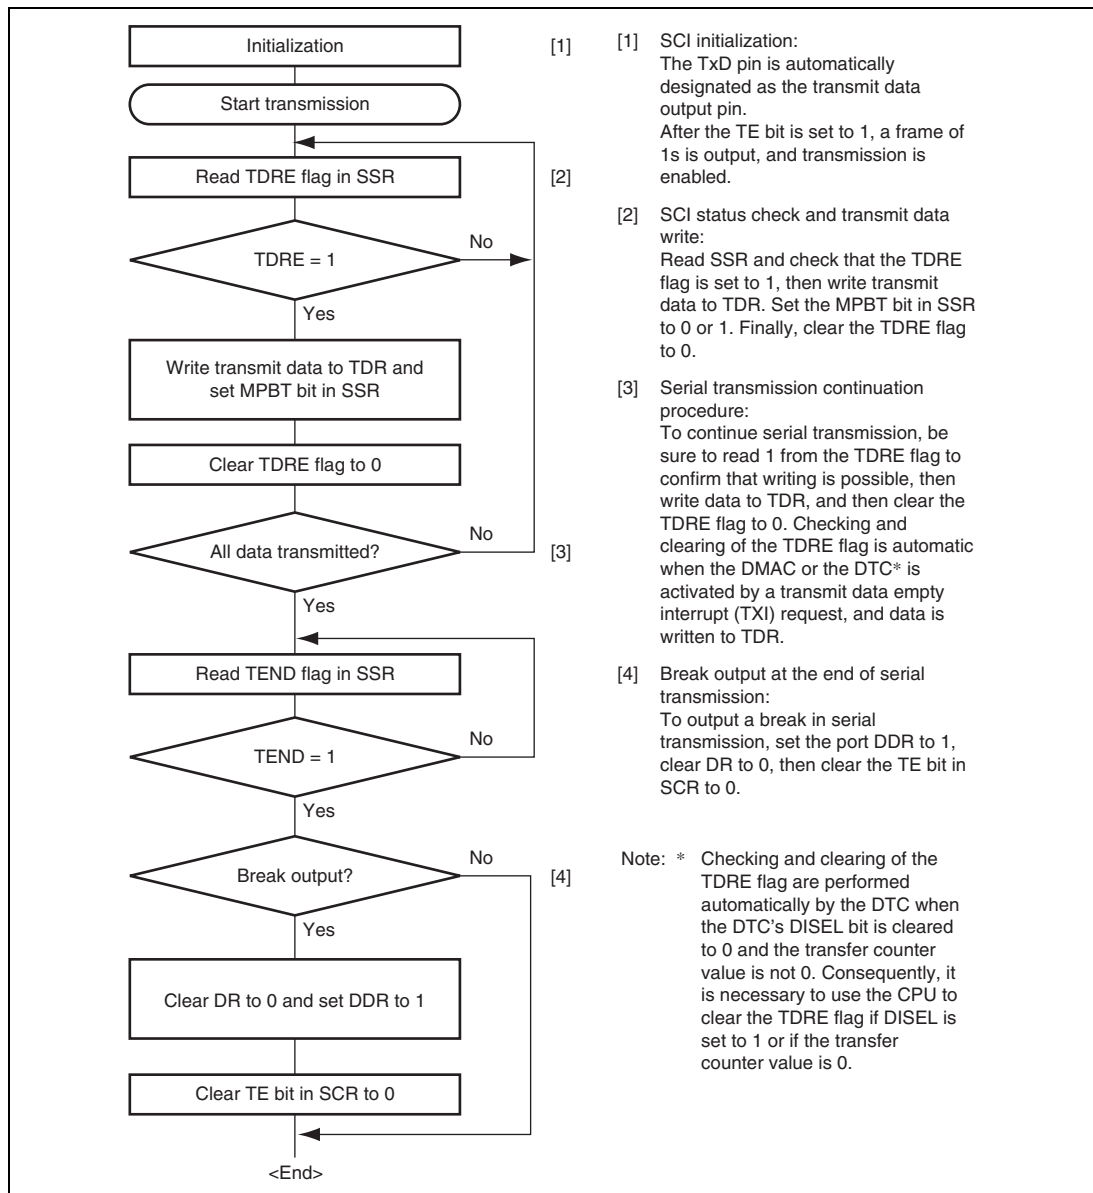 Initialization
[1]
Start transmission
Read TDRE flag in SSR
[2]
TDRE = 1
No
Yes
Write transmit data to TDR and
set MPBT bit in SSR
Clear TDRE flag to 0
All data transmitted?
No
[3]
Yes
Read TEND flag in SSR
TEND = 1
No
Yes
Break output?
No
[4]
Yes
Clear DR to 0 and set DDR to 1
Clear TE bit in SCR to 0
<End>
[1] SCI initialization:
The TxD pin is automatically
designated as the transmit data
output pin.
After the TE bit is set to 1, a frame of
1s is output, and transmission is
enabled.
[2] SCI status check and transmit data
write:
Read SSR and check that the TDRE
flag is set to 1, then write transmit
data to TDR. Set the MPBT bit in SSR
to 0 or 1. Finally, clear the TDRE flag
to 0.
[3] Serial transmission continuation
procedure:
To continue serial transmission, be
sure to read 1 from the TDRE flag to
confirm that writing is possible, then
write data to TDR, and then clear the
TDRE flag to 0. Checking and
clearing of the TDRE flag is automatic
when the DMAC or the DTC* is
activated by a transmit data empty
interrupt (TXI) request, and data is
written to TDR.
[4] Break output at the end of serial
transmission:
To output a break in serial
transmission, set the port DDR to 1,
clear DR to 0, then clear the TE bit in
SCR to 0.
Note: * Checking and clearing of the
TDRE flag are performed
automatically by the DTC when
the DTC's DISEL bit is cleared
to 0 and the transfer counter
value is not 0. Consequently, it
is necessary to use the CPU to
clear the TDRE flag if DISEL is
set to 1 or if the transfer
counter value is 0.